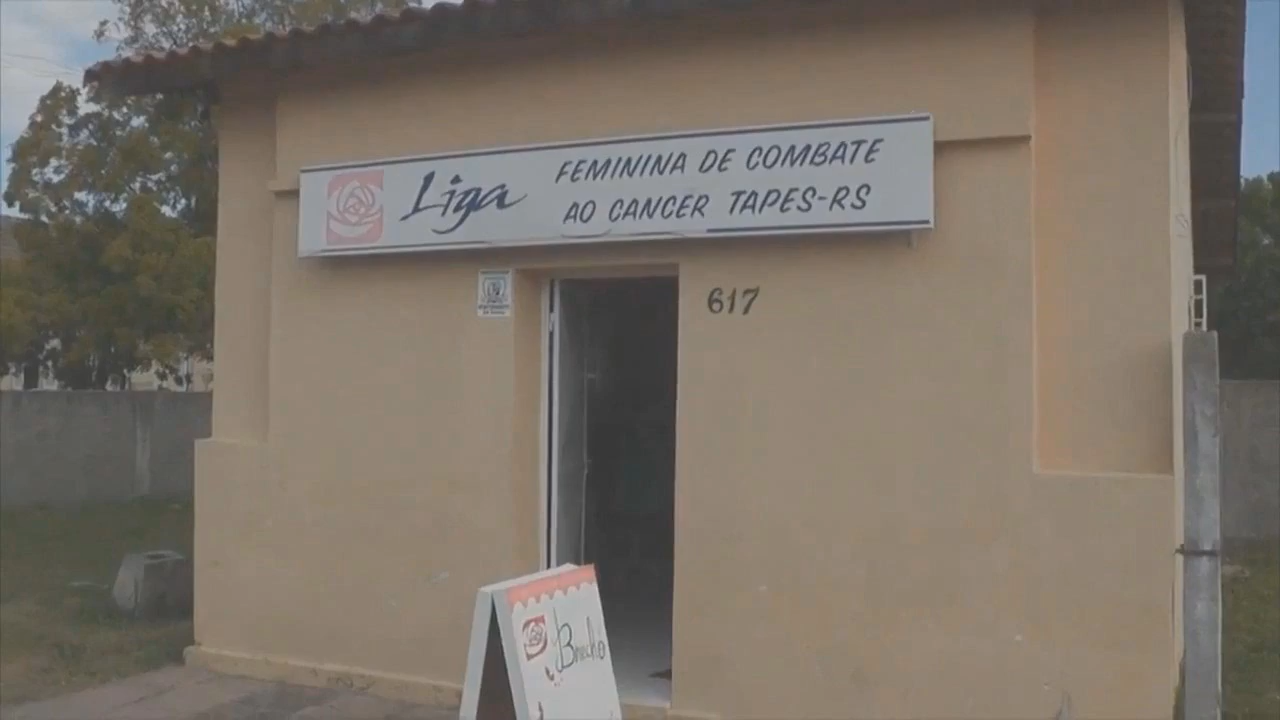 Liga
FEMININA DE COMBATE
AO CANCER TAPES-RS
617
Brechó